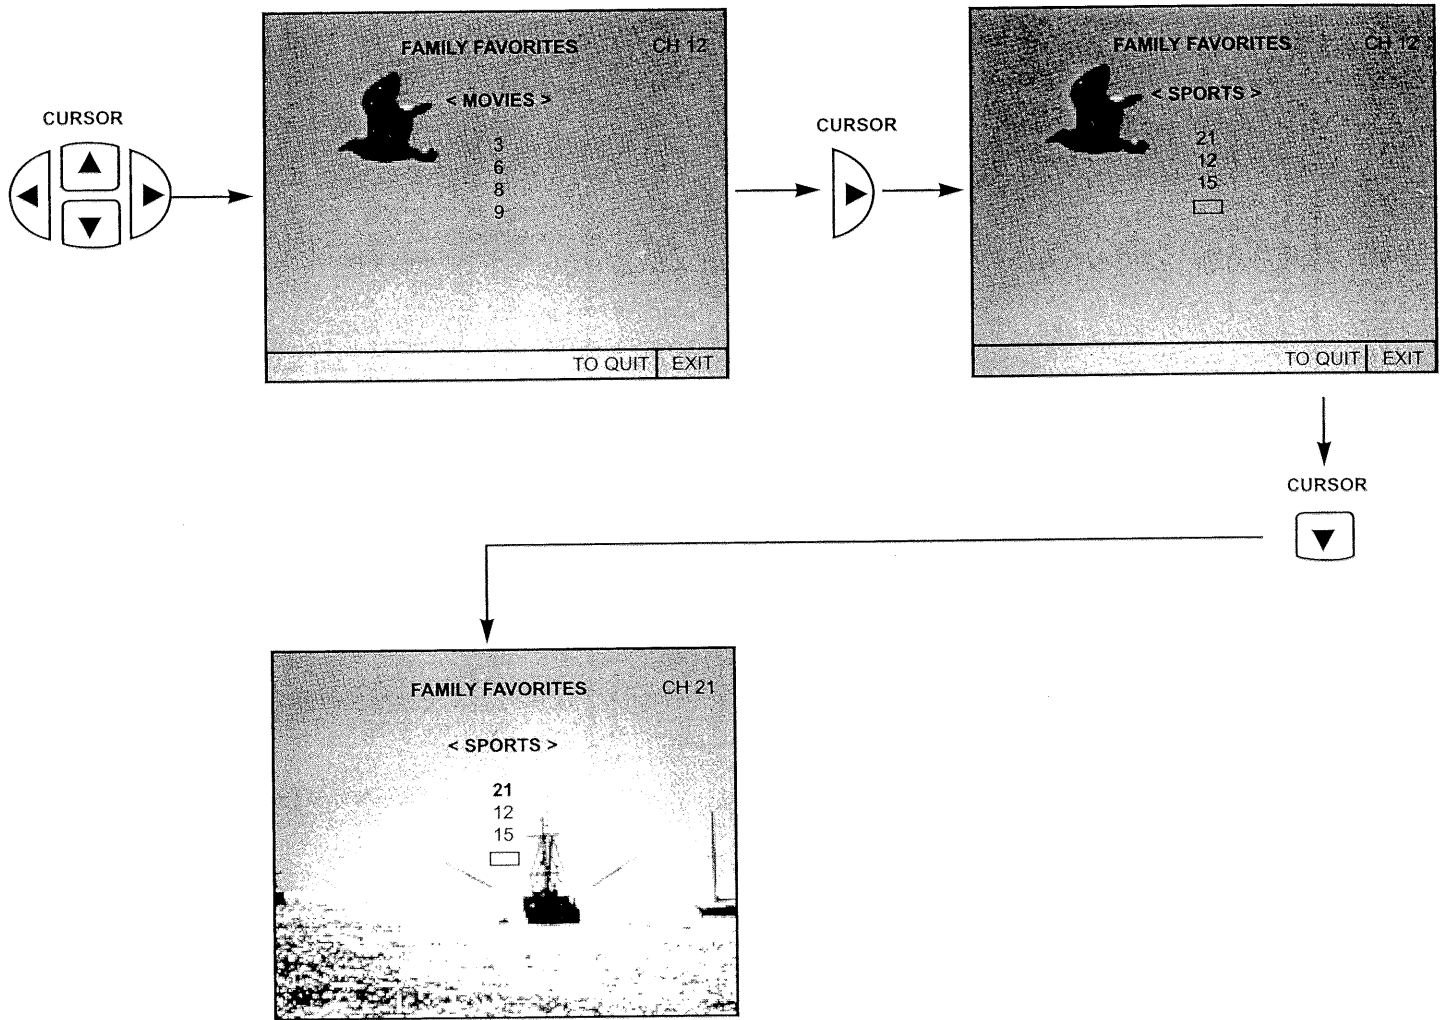 CURSOR
FAMILY FAVORITES CH 12
< MOVIES >
3
6
8
9
TO QUIT EXIT
CURSOR
FAMILY FAVORITES CH 12
< SPORTS >
21
12
15
TO QUIT EXIT
CURSOR
FAMILY FAVORITES CH 21
< SPORTS >
21
12
15